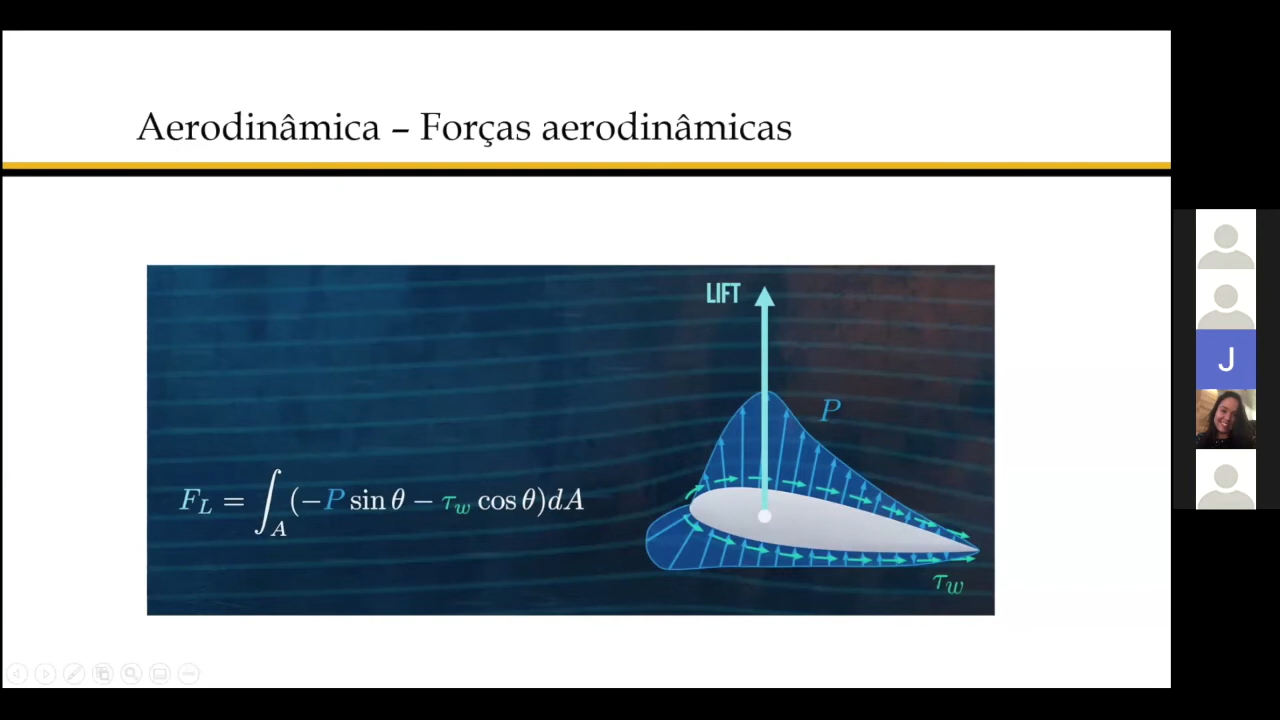 Aerodinâmica – Forças aerodinâmicas
LIFT
P
F_L = ∫_A (−P sin θ − τ_w cos θ)dA
τ_w
J